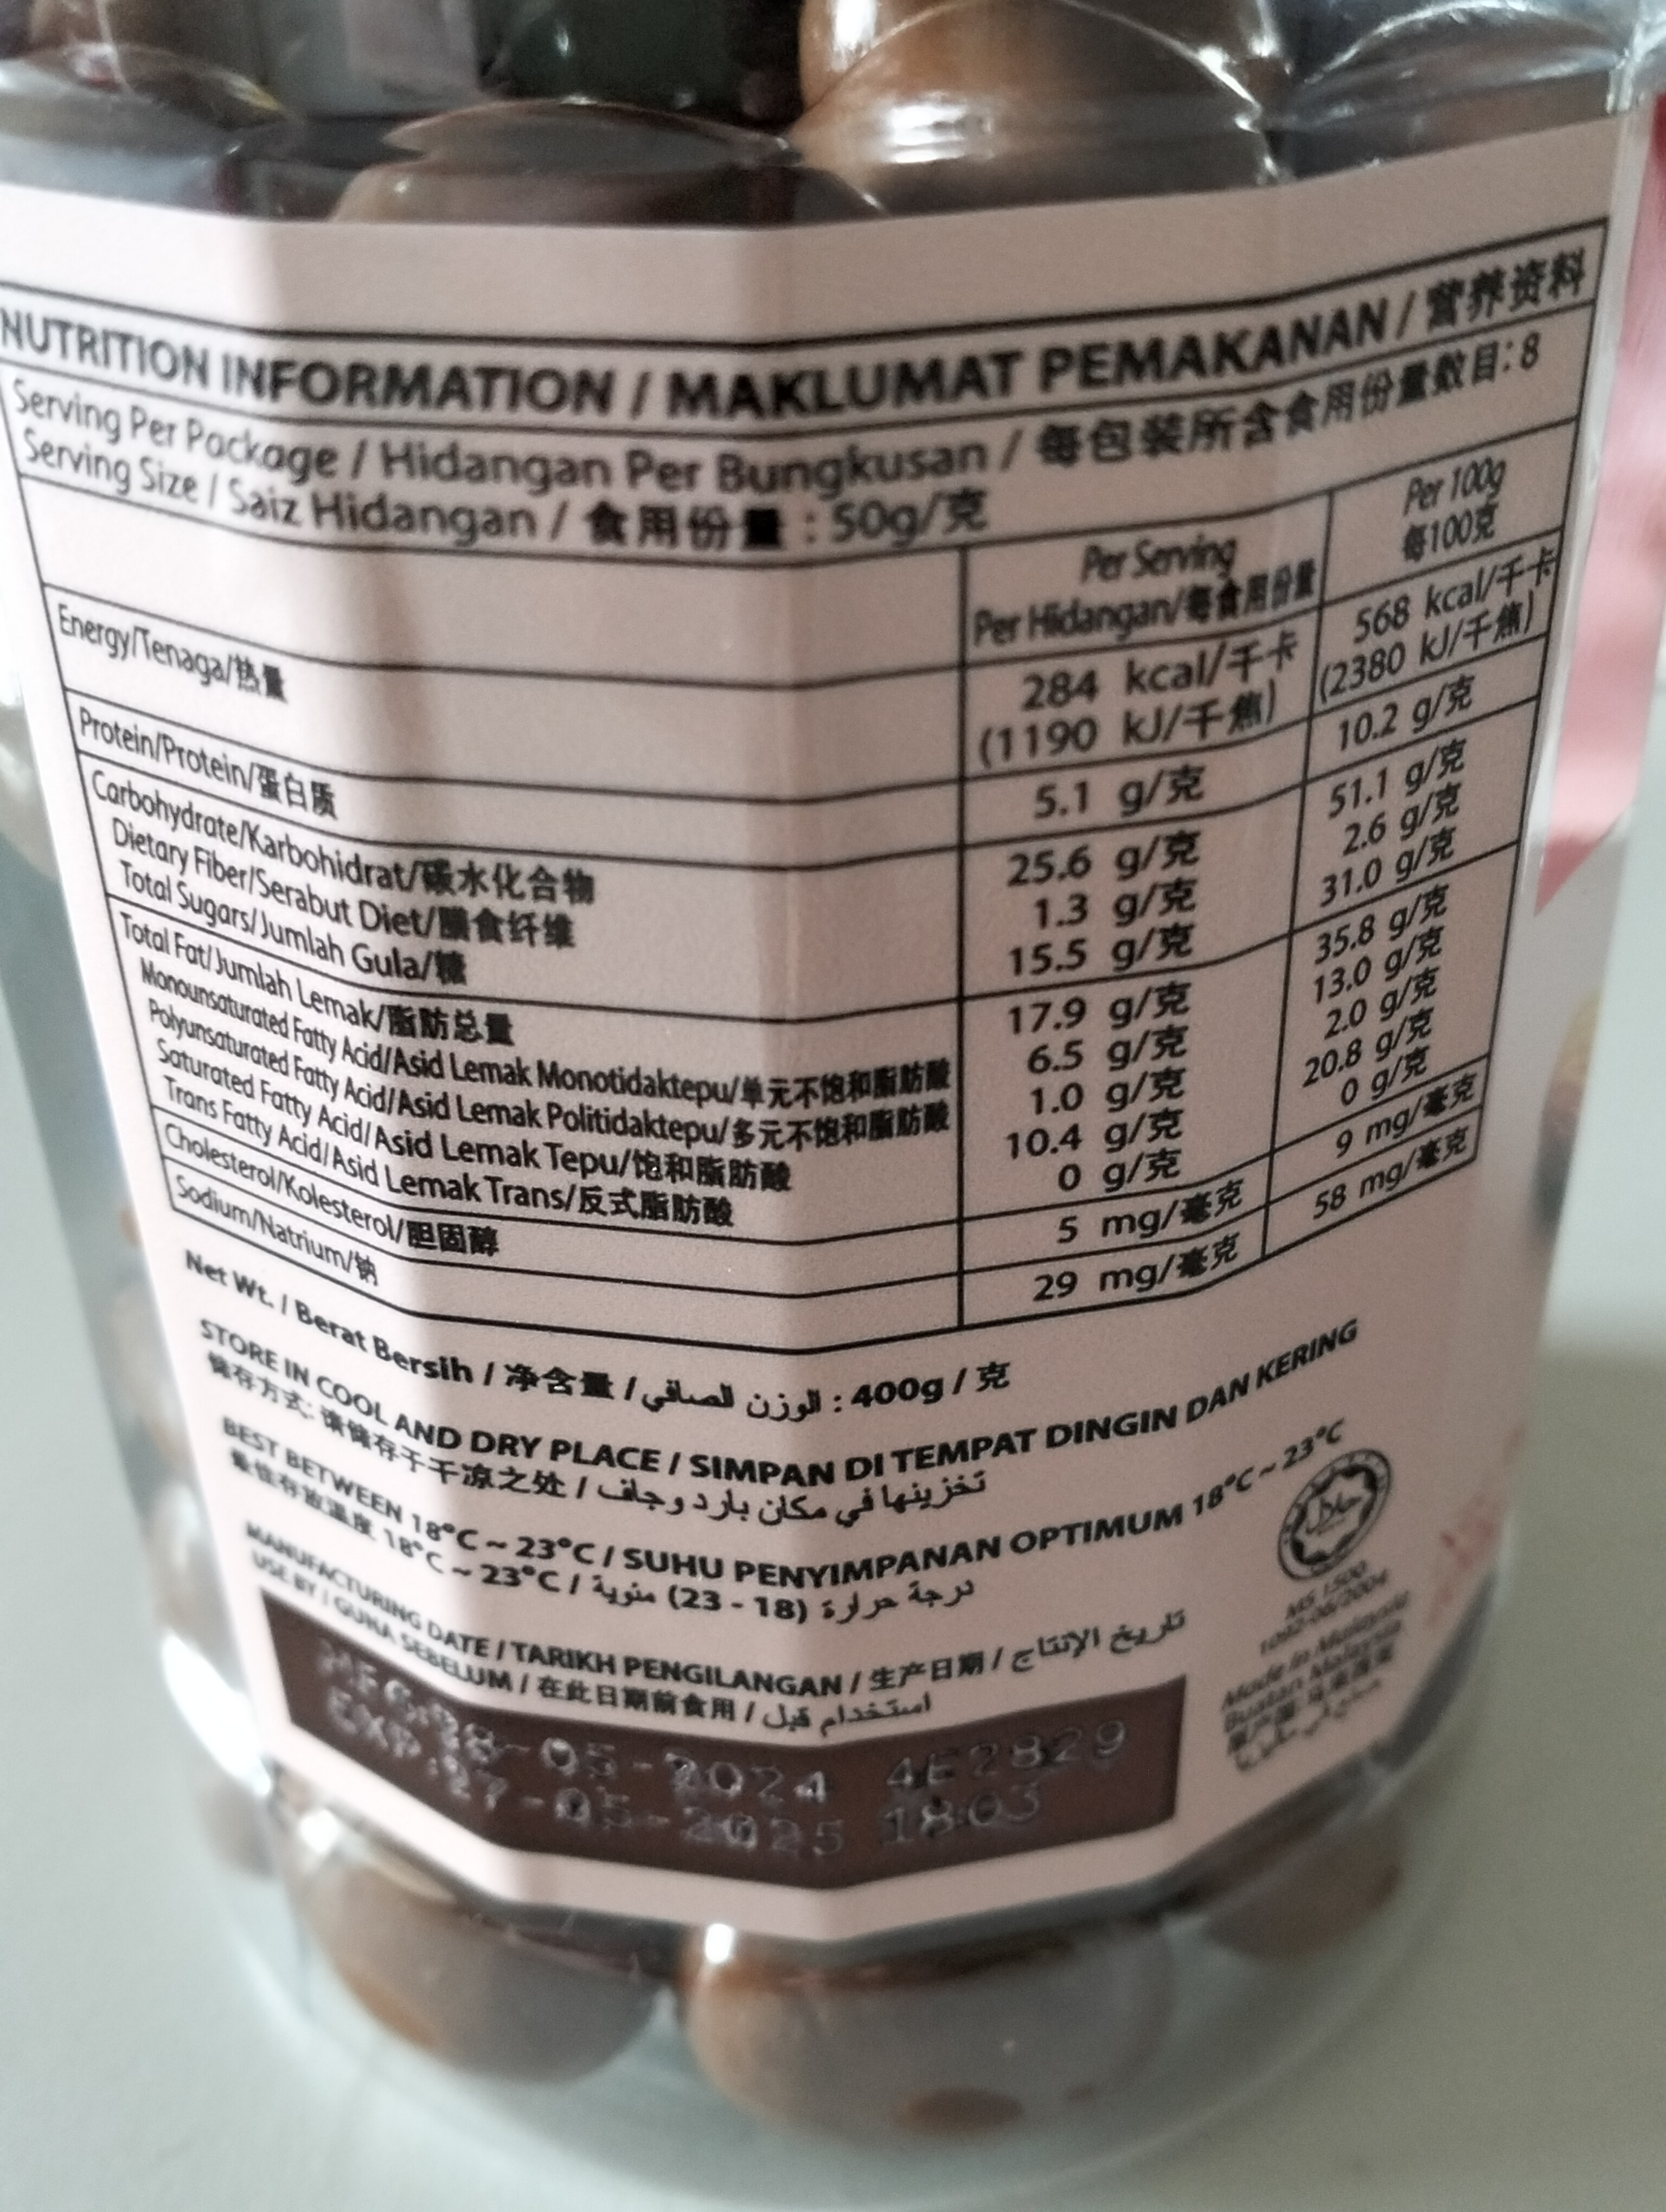 NUTRITION INFORMATION / MAKLUMAT PEMAKANAN / 营养资料
Serving Per Package / Hidangan Per Bungkusan / 每包装所含食用份量数目: 8
Serving Size / Saiz Hidangan / 食用份量 : 50g/克
Per Serving Per 100g
Per Hidangan/每食用份量 每100克
Energy/Tenaga/热量 284 kcal/千卡 568 kcal/千卡
(1190 kJ/千焦) (2380 kJ/千焦)
Protein/Protein/蛋白质 5.1 g/克 10.2 g/克
Carbohydrate/Karbohidrat/碳水化合物 25.6 g/克 51.1 g/克
Dietary Fiber/Serabut Diet/膳食纤维 1.3 g/克 2.6 g/克
Total Sugars/Jumlah Gula/糖 15.5 g/克 31.0 g/克
Total Fat/Jumlah Lemak/脂肪总量 17.9 g/克 35.8 g/克
Monounsaturated Fatty Acid/Asid Lemak Monotidaktepu/单元不饱和脂肪酸 6.5 g/克 13.0 g/克
Polyunsaturated Fatty Acid/Asid Lemak Politidaktepu/多元不饱和脂肪酸 1.0 g/克 2.0 g/克
Saturated Fatty Acid/Asid Lemak Tepu/饱和脂肪酸 10.4 g/克 20.8 g/克
Trans Fatty Acid/Asid Lemak Trans/反式脂肪酸 0 g/克 0 g/克
Cholesterol/Kolesterol/胆固醇 5 mg/毫克 9 mg/毫克
Sodium/Natrium/钠 29 mg/毫克 58 mg/毫克
Net Wt. / Berat Bersih / 净含量 / الوزن الصافي : 400g / 克
STORE IN COOL AND DRY PLACE / SIMPAN DI TEMPAT DINGIN DAN KERING
储存方式: 请储存于干凉之处 / تخزينها في مكان بارد وجاف
BEST BETWEEN 18°C ~ 23°C / SUHU PENYIMPANAN OPTIMUM 18°C ~ 23°C
最佳存放温度 18°C ~ 23°C / درجة حرارة (18 - 23) مئوية
MANUFACTURING DATE / TARIKH PENGILANGAN / 生产日期 / تاريخ الإنتاج
USE BY / GUNA SEBELUM / 在此日期前食用 / استخدام قبل
MFG:28-05-2024 4E2829
EXP:27-05-2025 1803
حلال
MS 1500
Made in Malaysia
Buatan Malaysia